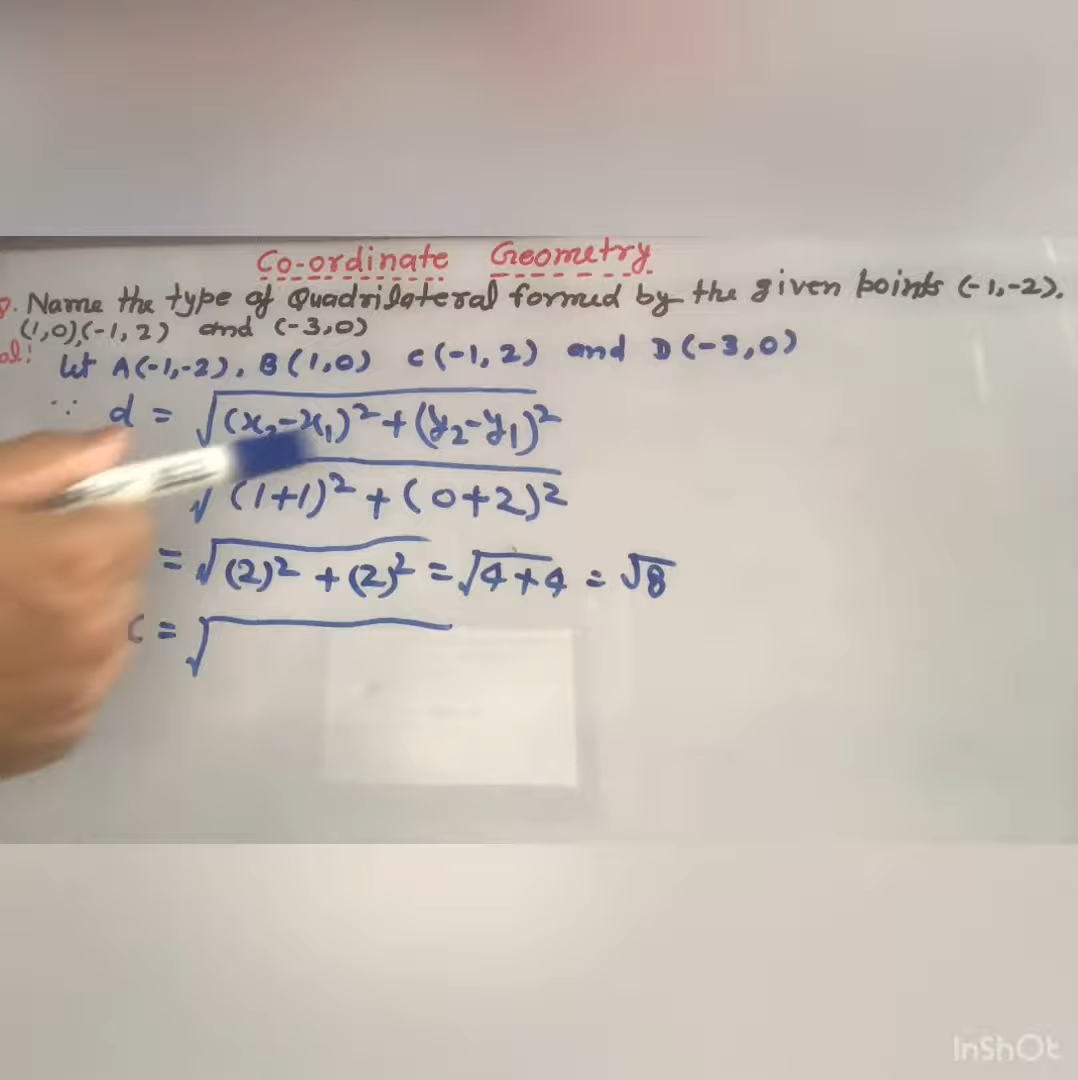 Co-ordinate Geometry
Name the type of Quadrilateral formed by the given points (-1,-2).
(1,0),(-1,2) and (-3,0)
let A(-1,-2), B(1,0) C(-1,2) and D(-3,0)
∵ d = √(x₂-x₁)²+(y₂-y₁)²
√(1+1)²+(0+2)²
= √(2)²+(2)² = √4+4 = √8
C = √
InShOt